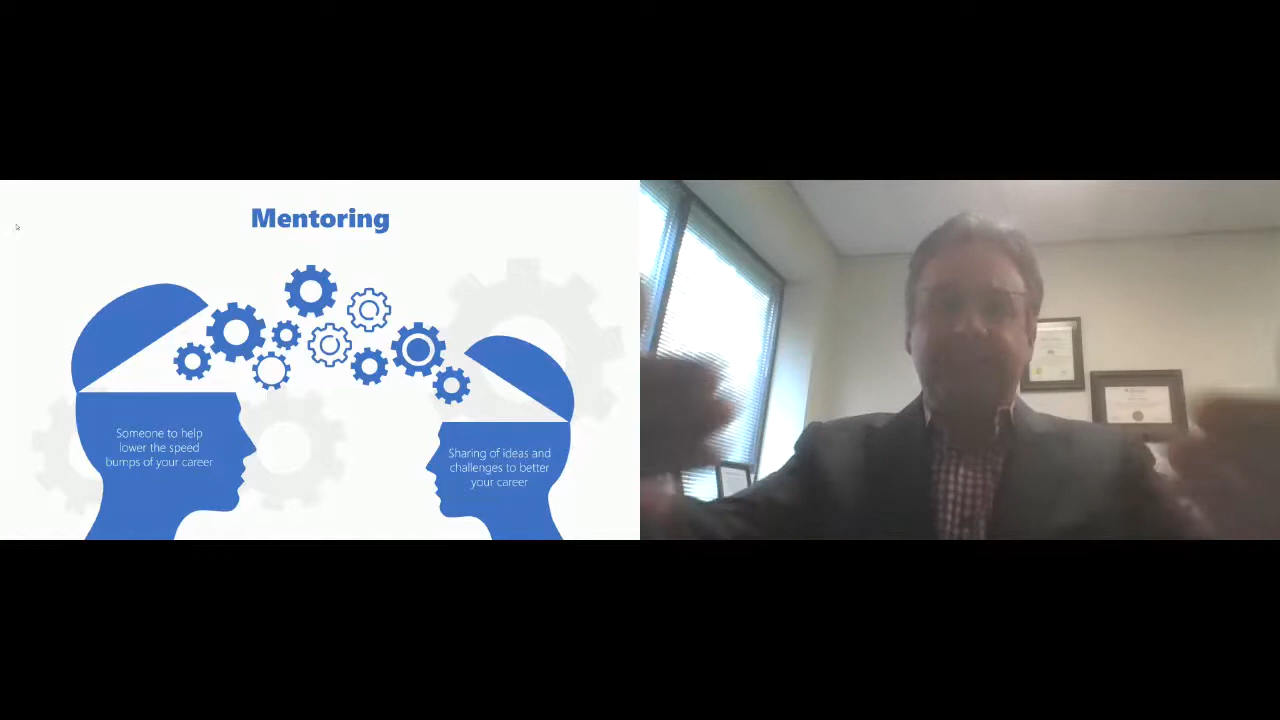 Mentoring
Someone to help
lower the speed
bumps of your career
Sharing of ideas and
challenges to better
your career